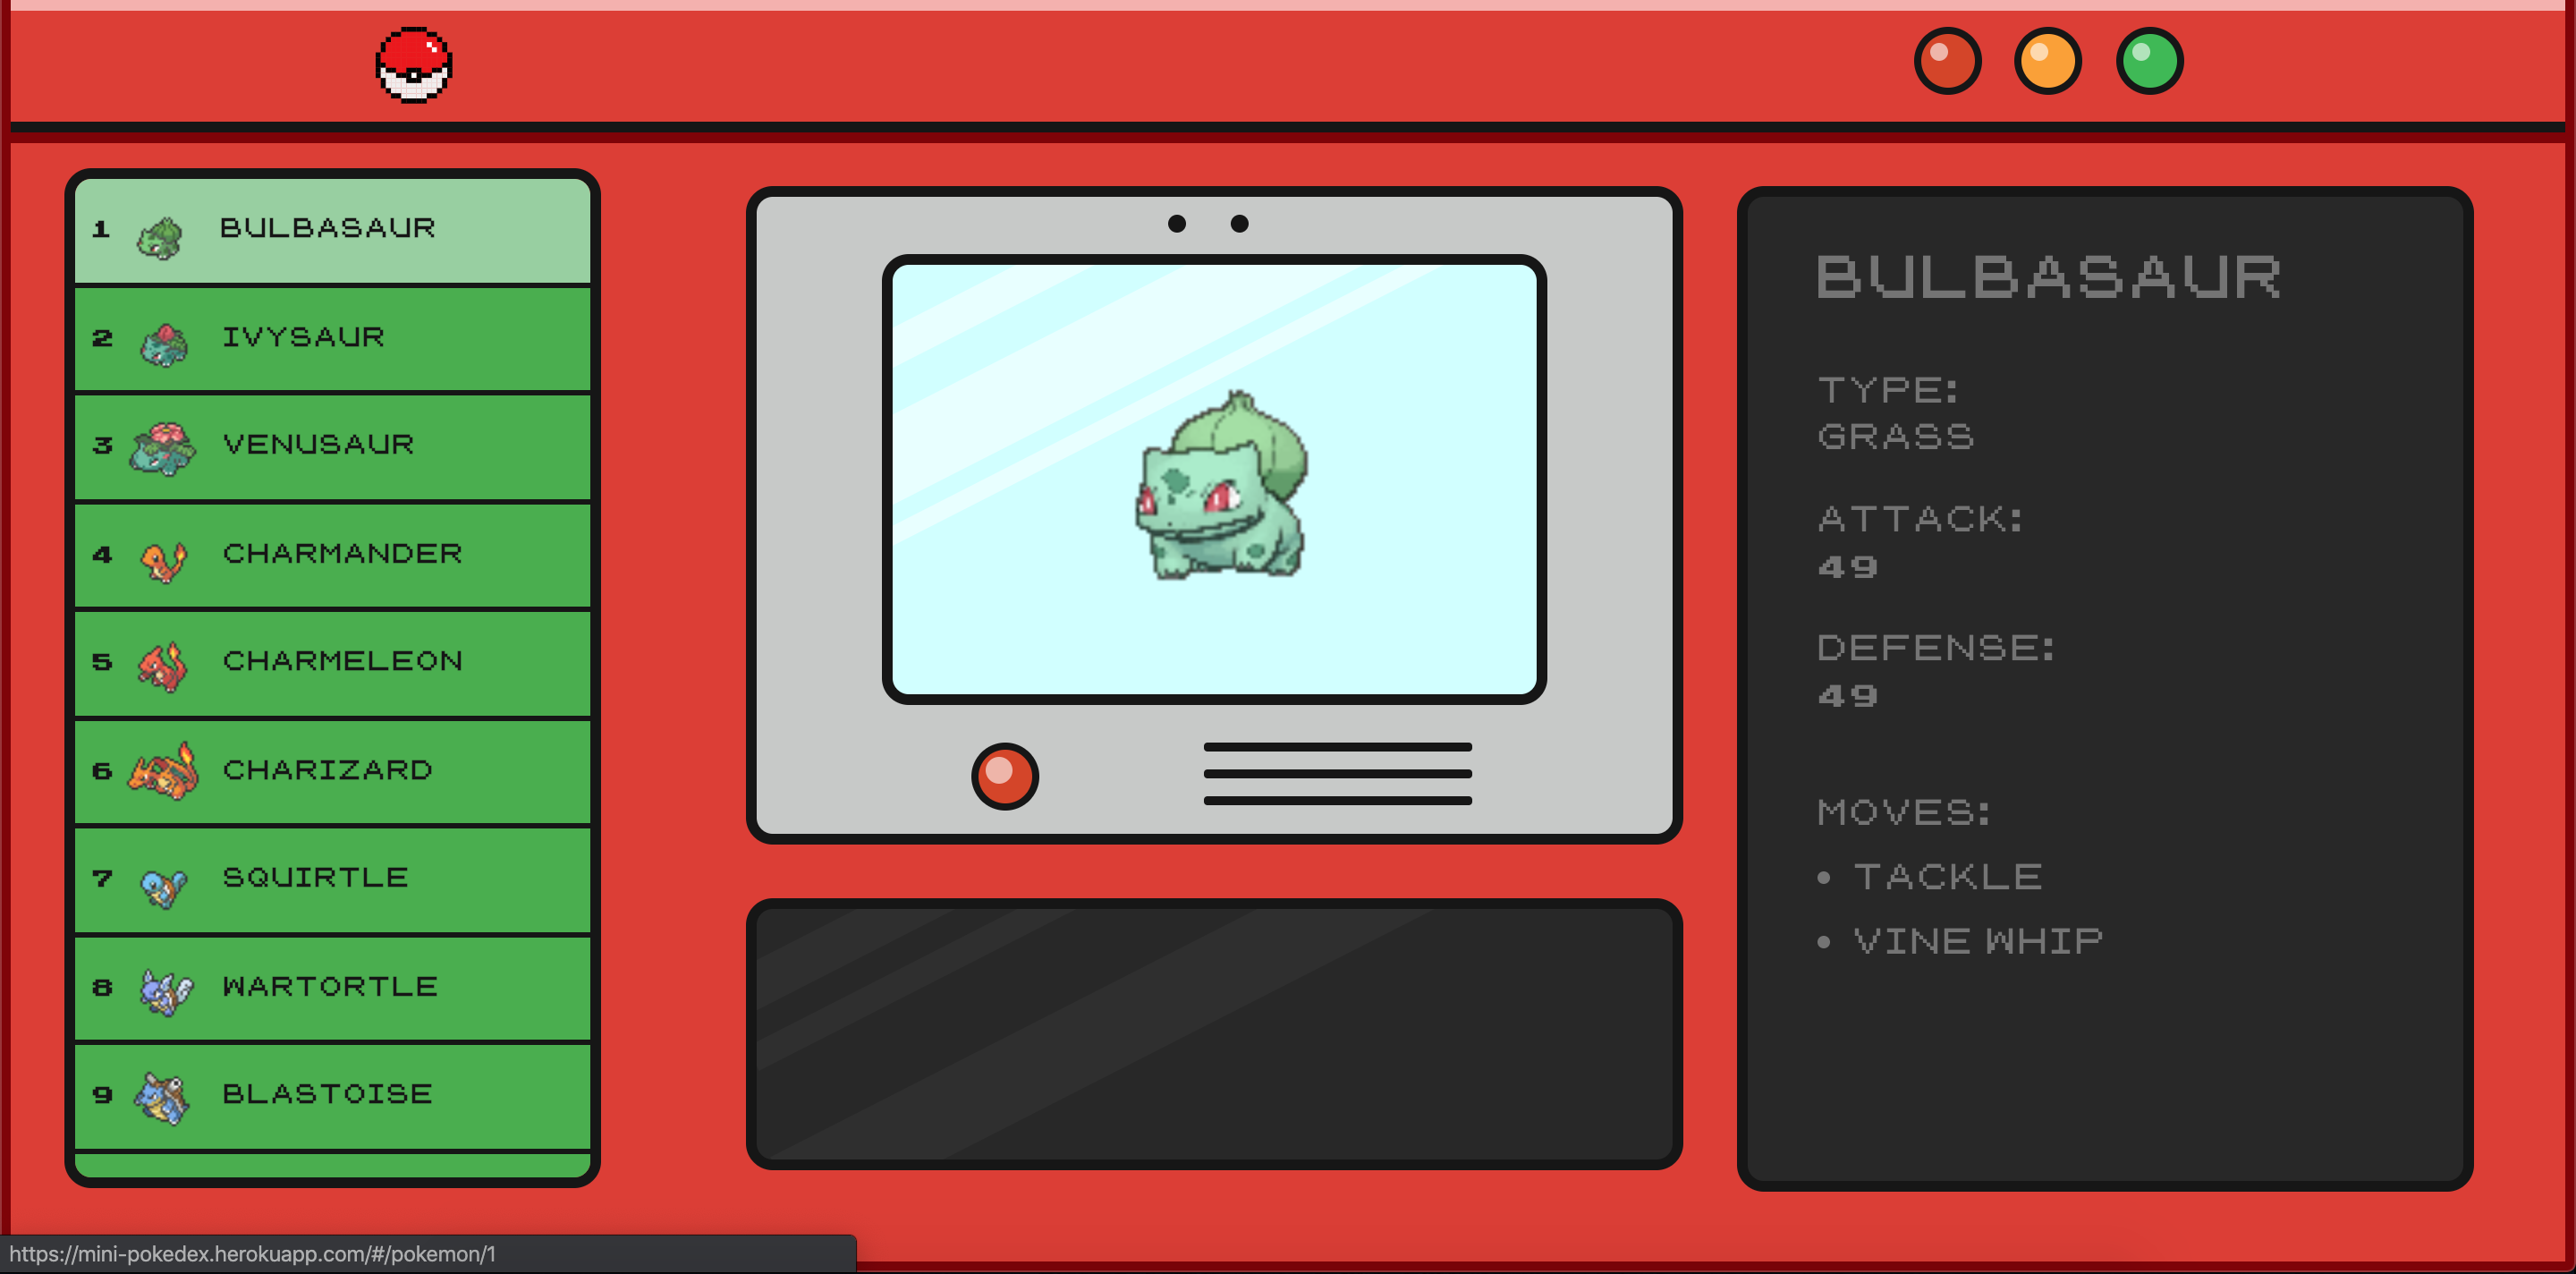 1 BULBASAUR
2 IVYSAUR
3 VENUSAUR
4 CHARMANDER
5 CHARMELEON
6 CHARIZARD
7 SQUIRTLE
8 WARTORTLE
9 BLASTOISE
BULBASAUR
TYPE:
GRASS
ATTACK:
49
DEFENSE:
49
MOVES:
• TACKLE
• VINE WHIP
https://mini-pokedex.herokuapp.com/#/pokemon/1